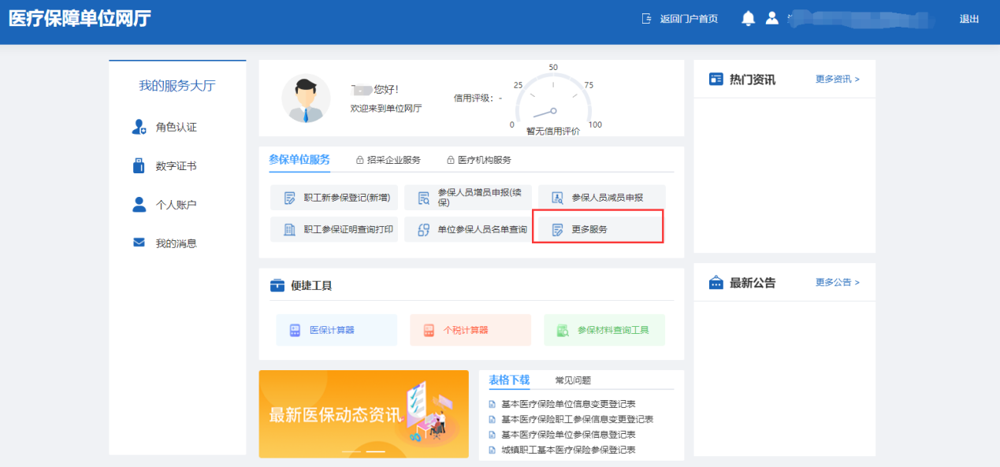 医疗保障单位网厅
返回门户首页
退出
我的服务大厅
角色认证
数字证书
个人账户
我的消息
您好!
欢迎来到单位网厅
信用评级: -
0
25
50
75
100
暂无信用评价
参保单位服务
招采企业服务
医疗机构服务
职工新参保登记(新增)
参保人员增员申报(续
保)
参保人员减员申报
职工参保证明查询打印
单位参保人员名单查询
更多服务
便捷工具
医保计算器
个税计算器
参保材料查询工具
最新医保动态资讯
表格下载
常见问题
基本医疗保险单位信息变更登记表
基本医疗保险职工参保信息变更登记表
基本医疗保险单位参保信息登记表
城镇职工基本医疗保险参保登记表
热门资讯
更多资讯 >
最新公告
更多公告 >